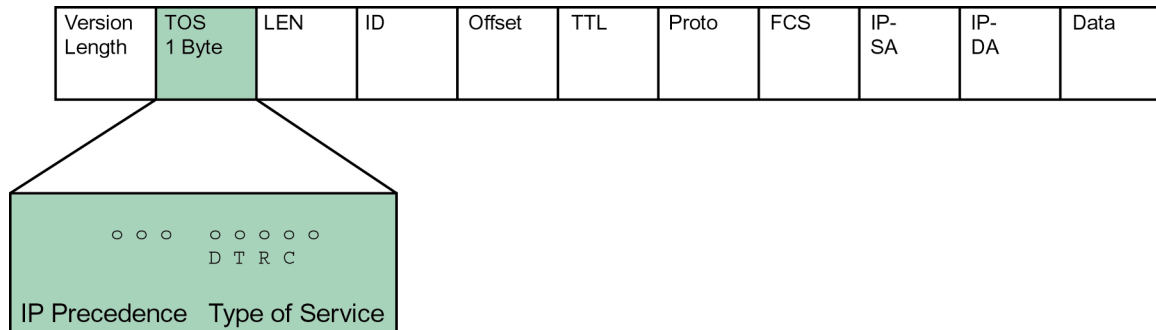 Version TOS LEN ID Offset TTL Proto FCS IP- IP- Data
Length 1 Byte SA DA
o o o o o o o o
D T R C
IP Precedence Type of Service